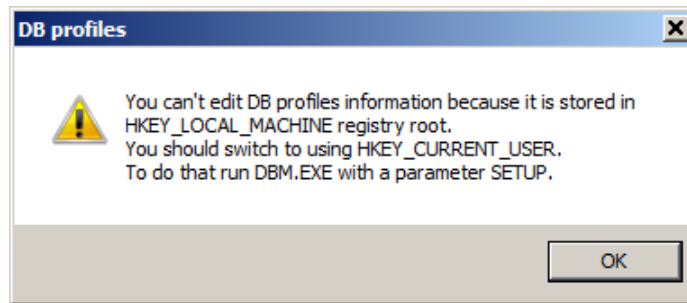 DB profiles
You can't edit DB profiles information because it is stored in
HKEY_LOCAL_MACHINE registry root.
You should switch to using HKEY_CURRENT_USER.
To do that run DBM.EXE with a parameter SETUP.
OK